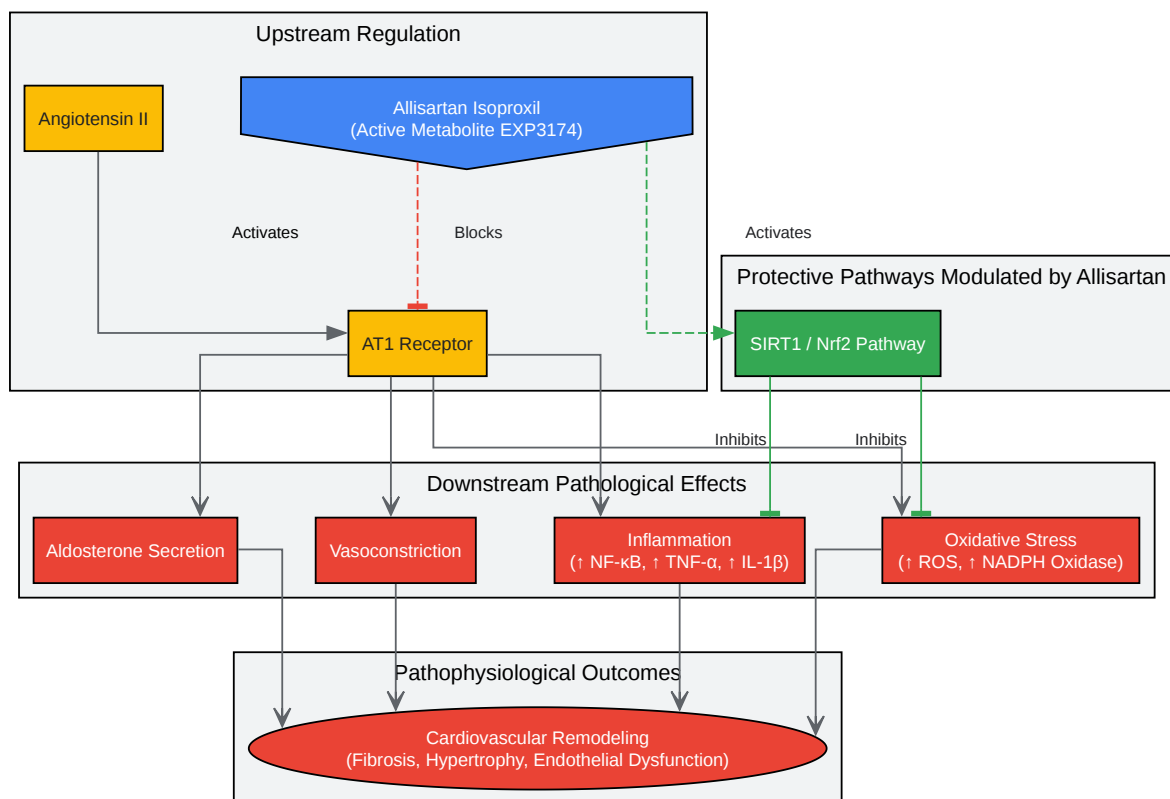 Upstream Regulation
Angiotensin II
Allisartan Isoproxil
(Active Metabolite EXP3174)
Activates
Blocks
Activates
Protective Pathways Modulated by Allisartan
AT1 Receptor
SIRT1 / Nrf2 Pathway
Inhibits
Inhibits
Downstream Pathological Effects
Aldosterone Secretion
Vasoconstriction
Inflammation
(↑ NF-κB, ↑ TNF-α, ↑ IL-1β)
Oxidative Stress
(↑ ROS, ↑ NADPH Oxidase)
Pathophysiological Outcomes
Cardiovascular Remodeling
(Fibrosis, Hypertrophy, Endothelial Dysfunction)